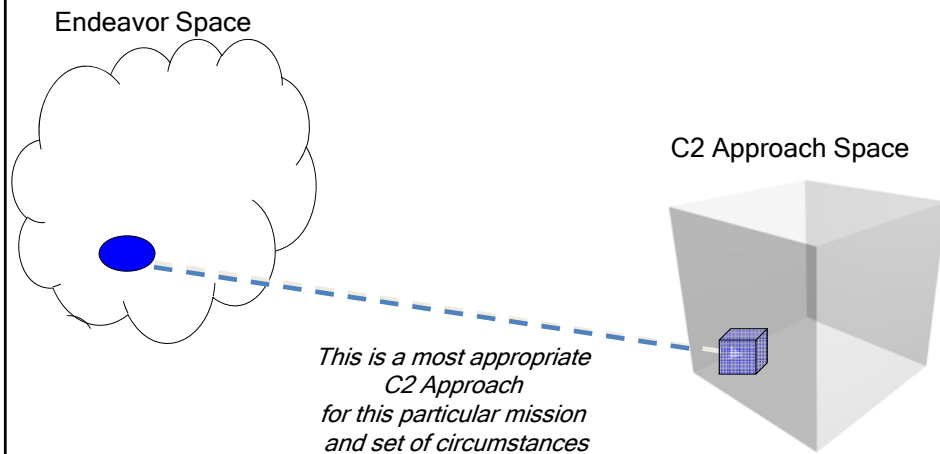 Endeavor Space
C2 Approach Space
This is a most appropriate
C2 Approach
for this particular mission
and set of circumstances